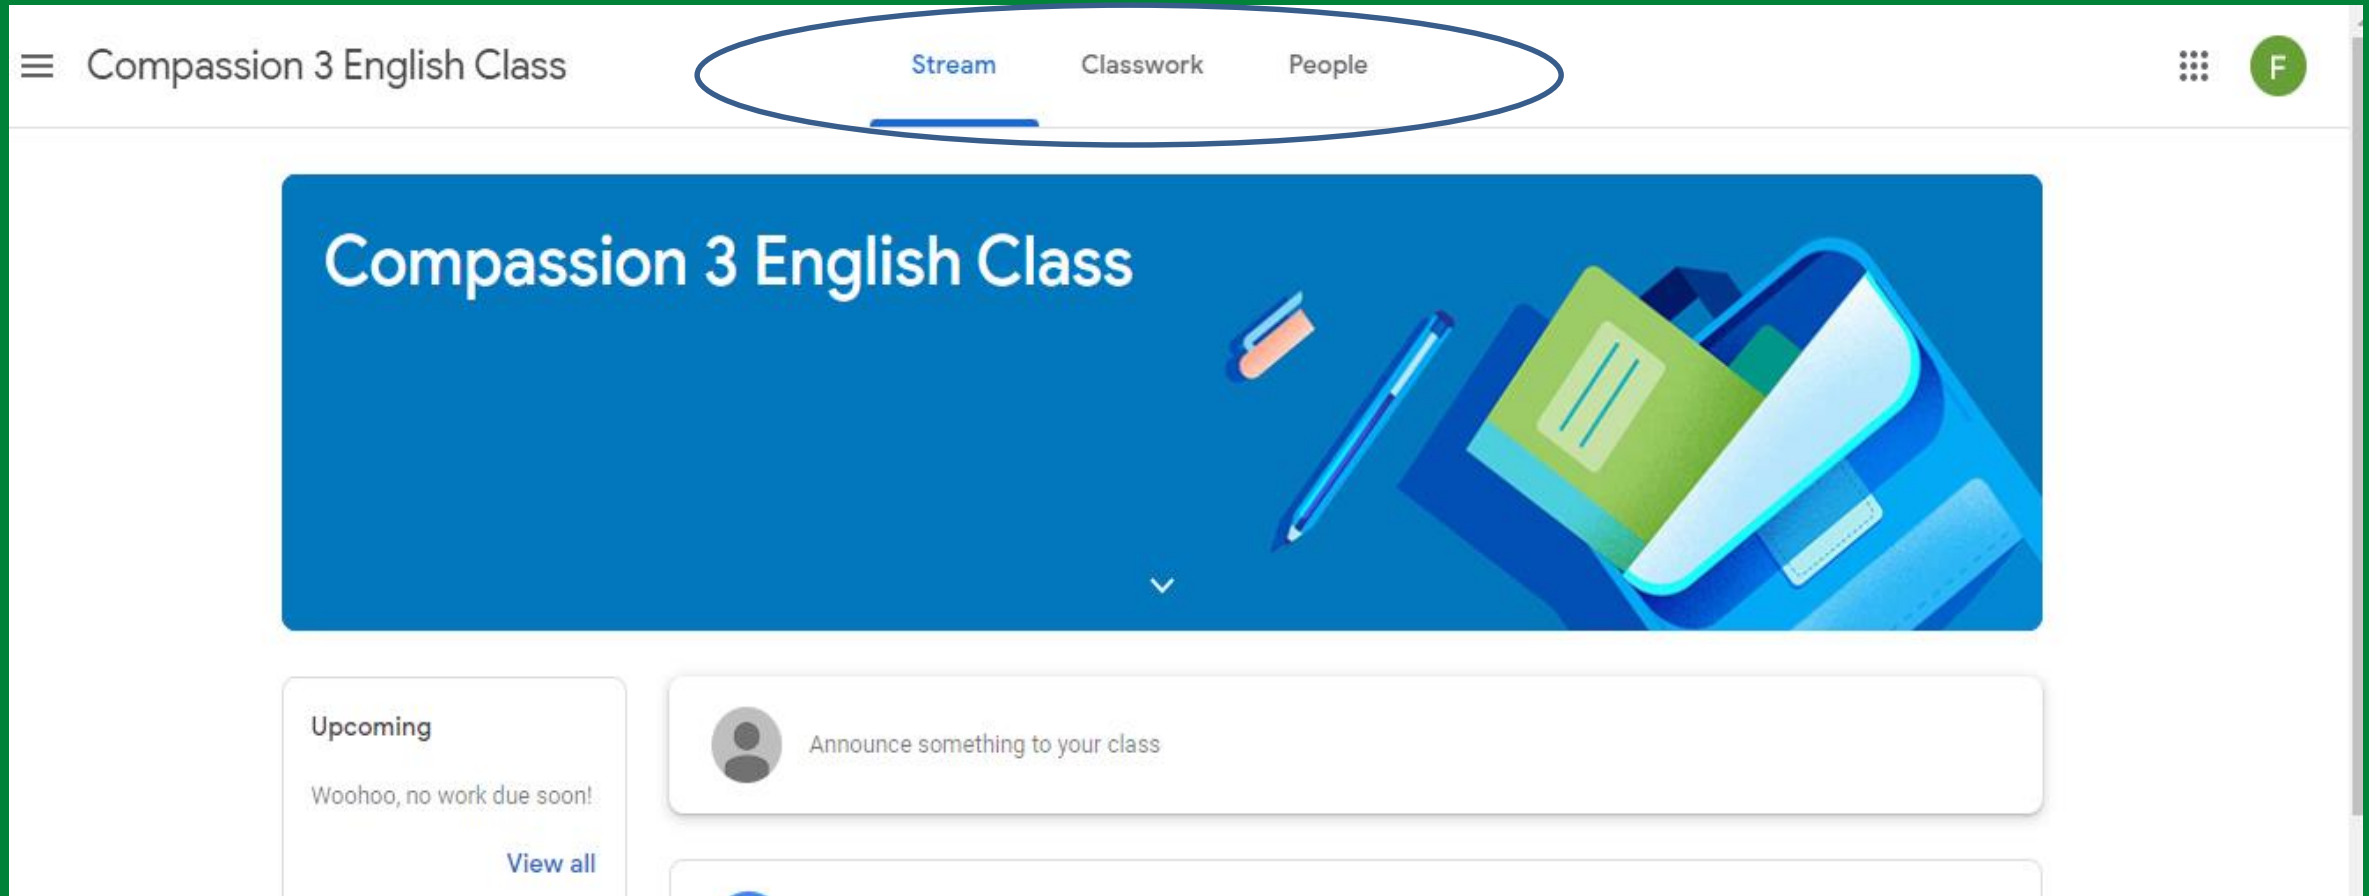 Compassion 3 English Class
Stream Classwork People
F
Compassion 3 English Class
Upcoming
Woohoo, no work due soon!
View all
Announce something to your class